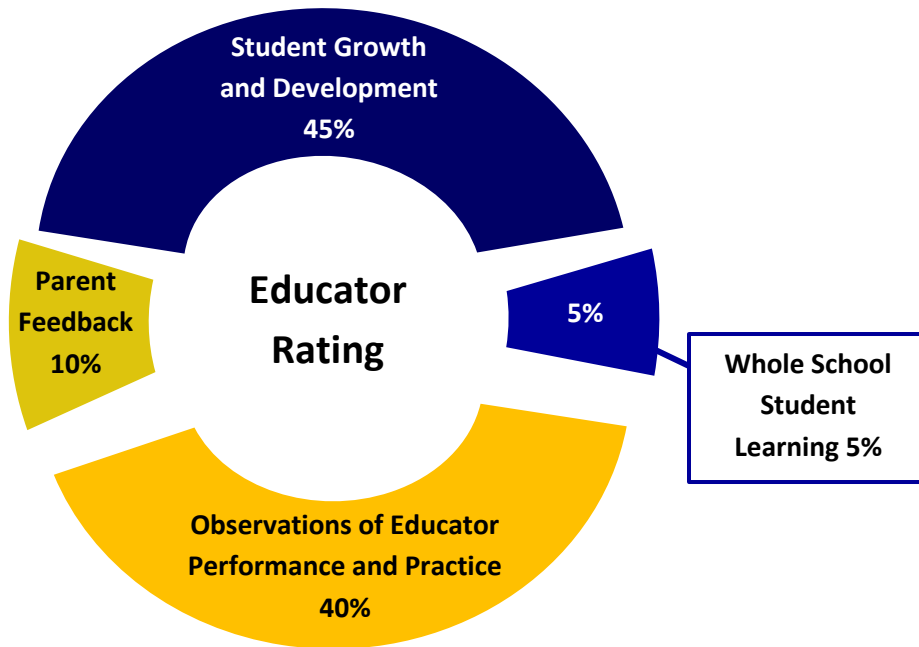 Student Growth
and Development
45%
Parent
Feedback
10%
Educator
Rating
5%
Whole School
Student
Learning 5%
Observations of Educator
Performance and Practice
40%